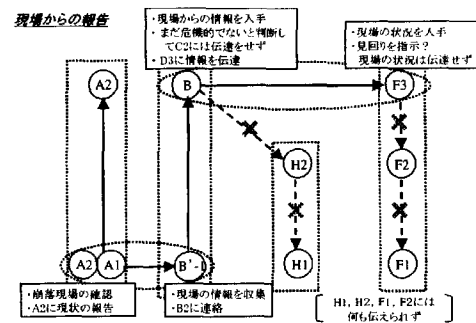 現場からの報告
・現場からの情報を入手
・まだ危機的でないと判断し
てC2には伝達をせず
・D3に情報を伝達
・現場の状況を入手
・見回りを指示？
現場の状況は伝達せず
A2
B
F3
H2
F2
A2
A1
B'-1
H1
F1
・崩落現場の確認
・A2に現状の報告
・現場の情報を収集
・B2に連絡
H1, H2, F1, F2には
何も伝えられず